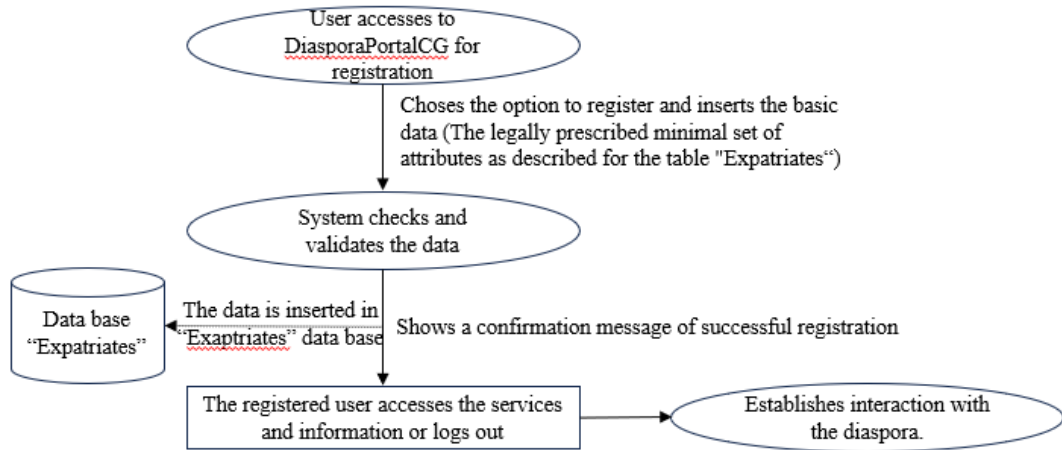 User accesses to
DiasporaPortalCG for
registration
Choses the option to register and inserts the basic
data (The legally prescribed minimal set of
attributes as described for the table "Expatriates“)
System checks and
validates the data
Data base
“Expatriates”
The data is inserted in
“Exaptriates” data base
Shows a confirmation message of successful registration
The registered user accesses the services
and information or logs out
Establishes interaction with
the diaspora.